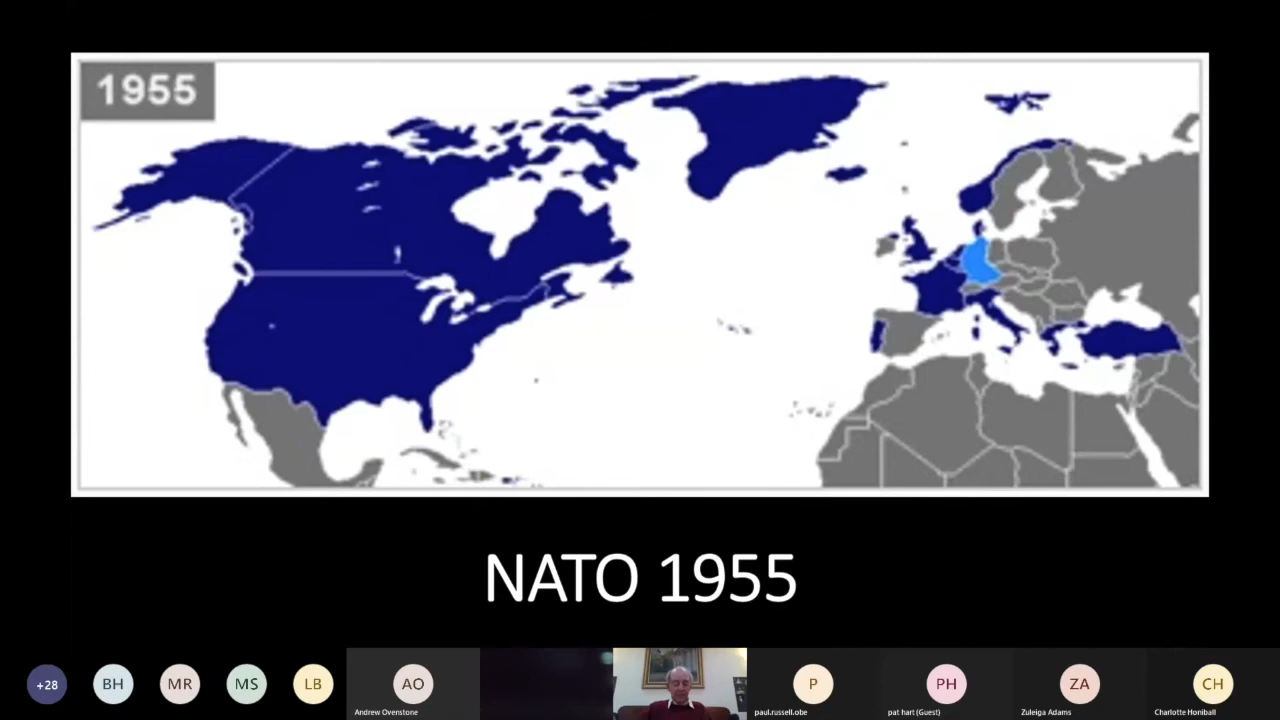 1955
NATO 1955
+28
BH
MR
MS
LB
AO
Andrew Ovenstone
P
paul.russell.obe
PH
pat hart (Guest)
ZA
Zuleiga Adams
CH
Charlotte Honiball